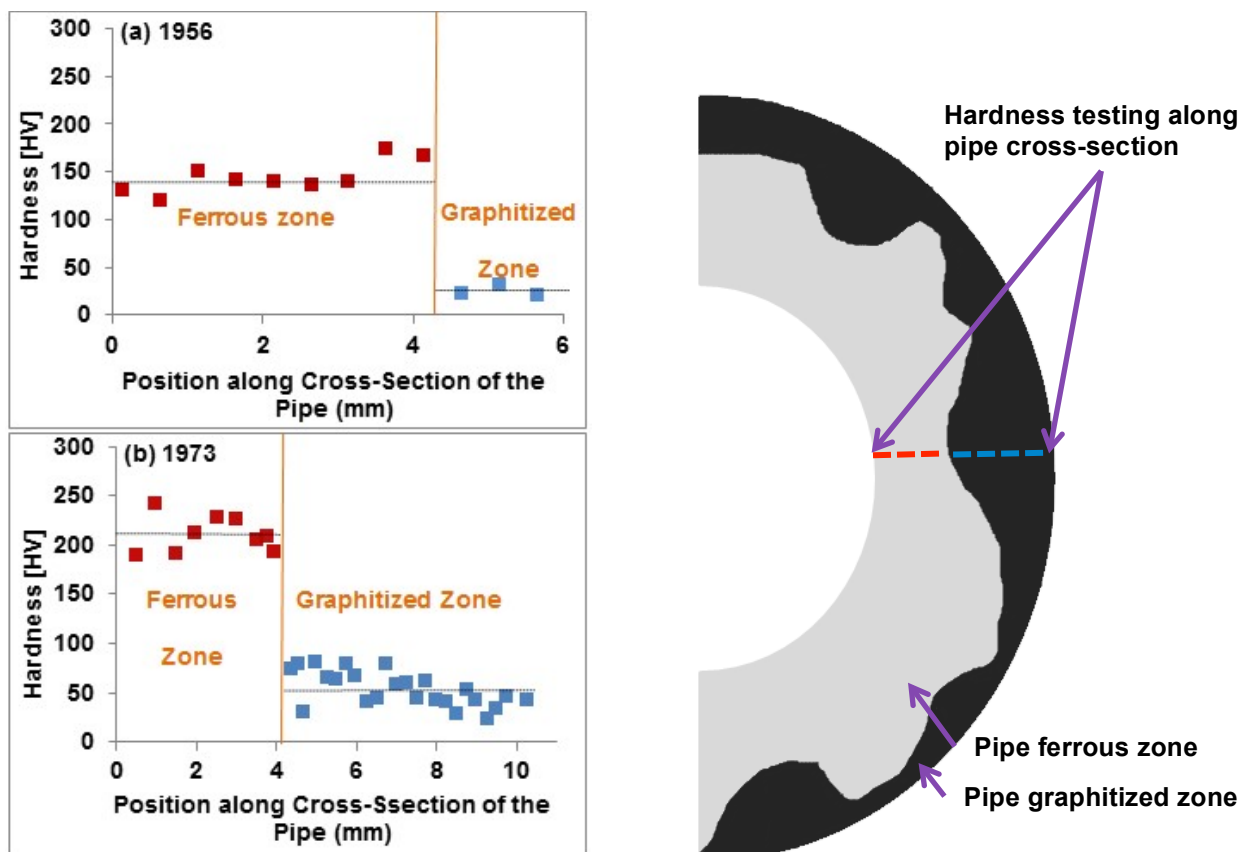 (a) 1956
300
250
200
150
100
50
0
Hardness [HV]
Ferrous zone
Graphitized
Zone
0 2 4 6
Position along Cross-Section of the
Pipe (mm)
(b) 1973
300
250
200
150
100
50
0
Hardness [HV]
Ferrous
Zone
Graphitized Zone
0 2 4 6 8 10
Position along Cross-Ssection of the
Pipe (mm)
Hardness testing along
pipe cross-section
Pipe ferrous zone
Pipe graphitized zone